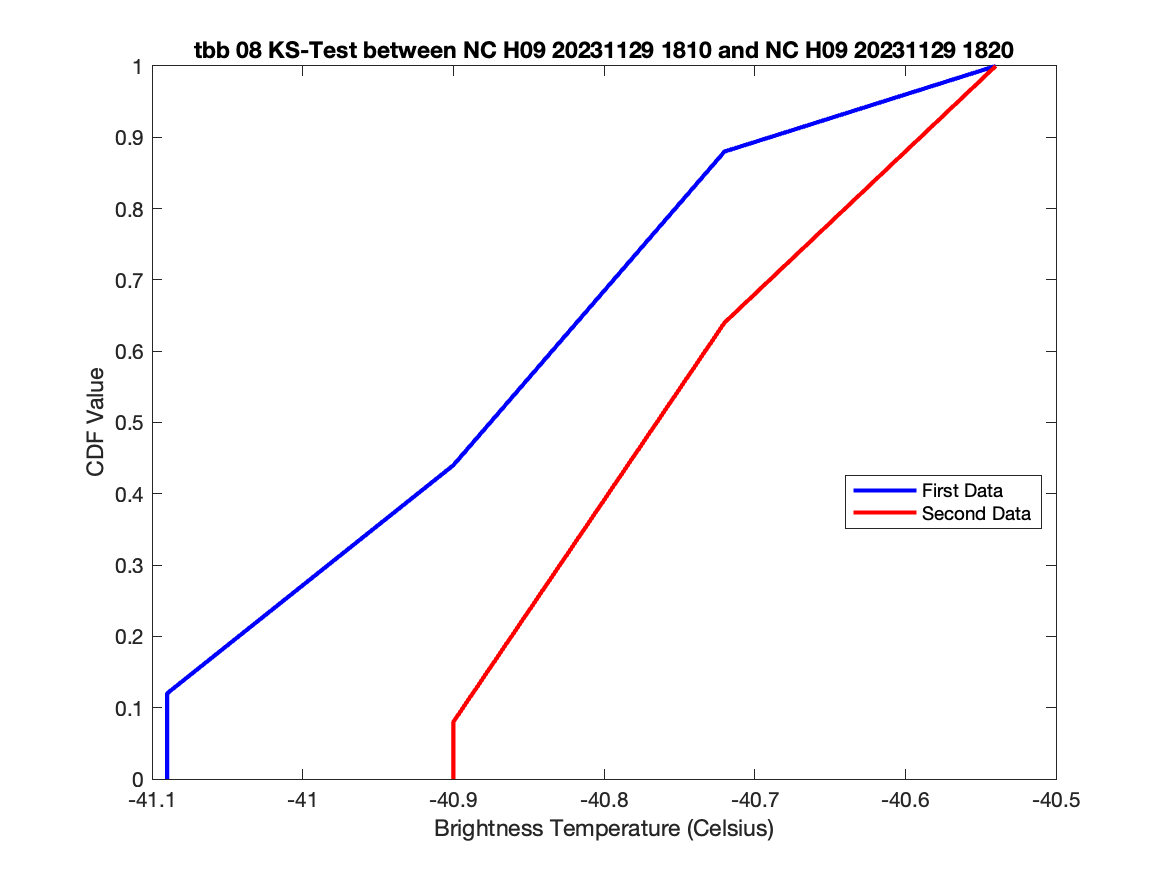 tbb 08 KS-Test between NC H09 20231129 1810 and NC H09 20231129 1820
1
0.9
0.8
0.7
0.6
0.5
0.4
0.3
0.2
0.1
0
CDF Value
First Data
Second Data
-41.1 -41 -40.9 -40.8 -40.7 -40.6 -40.5
Brightness Temperature (Celsius)